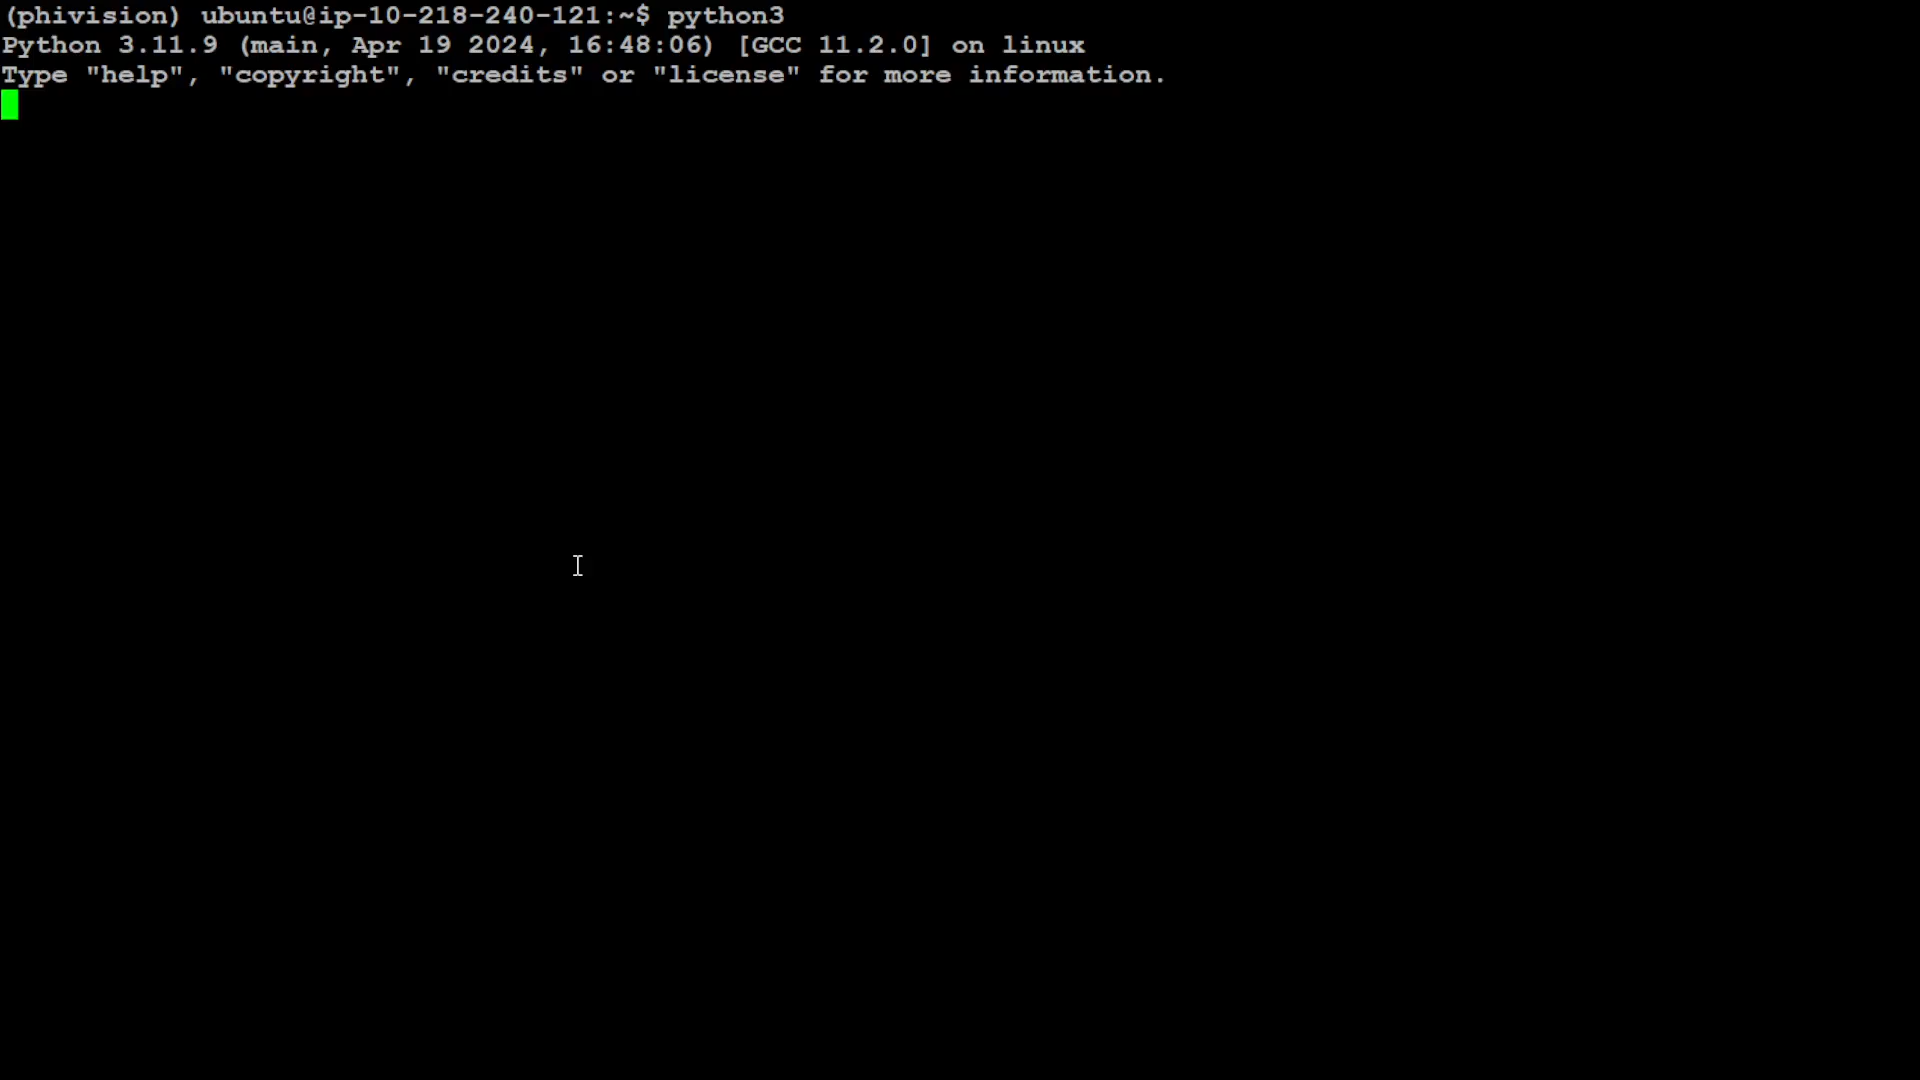 (phivision) ubuntu@ip-10-218-240-121:~$ python3
Python 3.11.9 (main, Apr 19 2024, 16:48:06) [GCC 11.2.0] on linux
Type "help", "copyright", "credits" or "license" for more information.